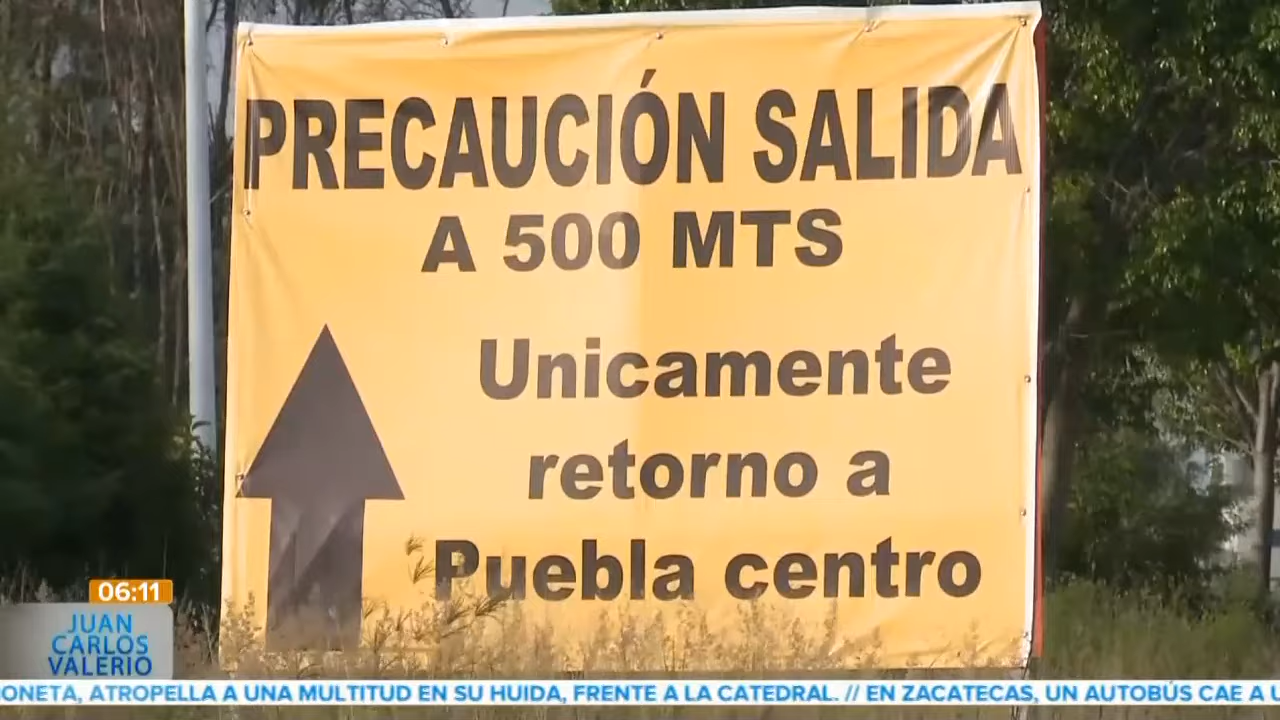 PRECAUCIÓN SALIDA
A 500 MTS
Unicamente
retorno a
Puebla centro
06:11
JUAN
CARLOS
VALERIO
ONETA, ATROPELLA A UNA MULTITUD EN SU HUIDA, FRENTE A LA CATEDRAL. // EN ZACATECAS, UN AUTOBÚS CAE A U